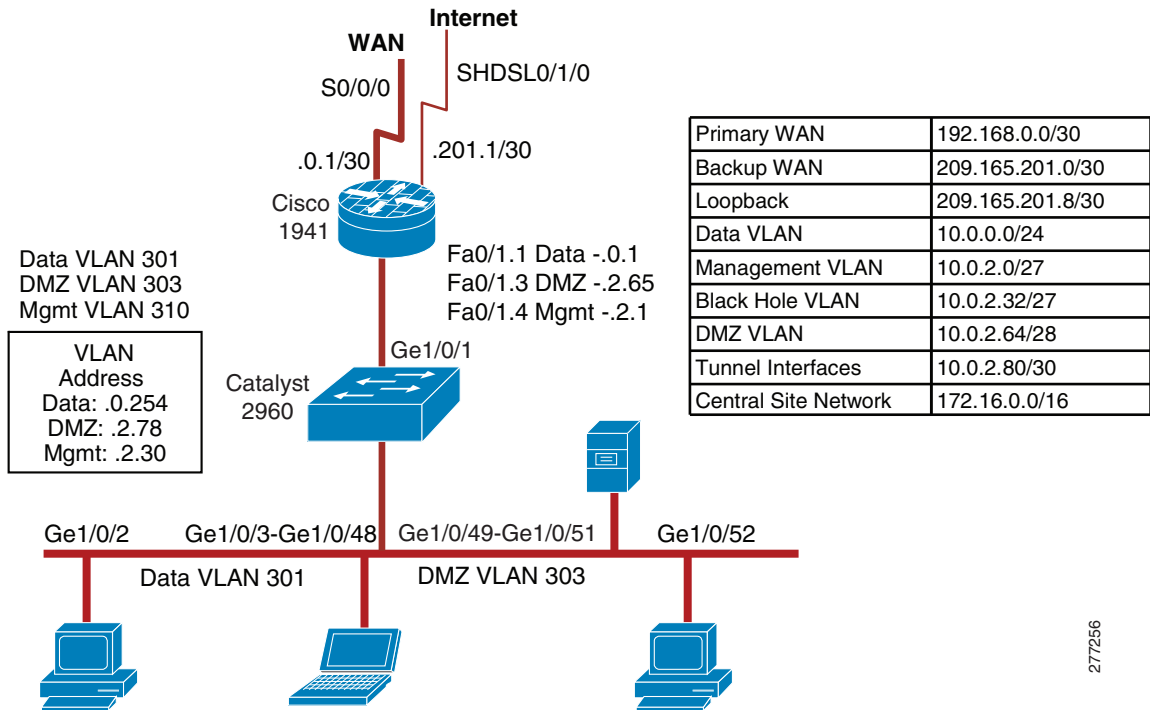 Internet
WAN
SHDSL0/1/0
S0/0/0
.0.1/30
.201.1/30
Cisco
1941
Fa0/1.1 Data -.0.1
Fa0/1.3 DMZ -.2.65
Fa0/1.4 Mgmt -.2.1
Data VLAN 301
DMZ VLAN 303
Mgmt VLAN 310
VLAN
Address
Data: .0.254
DMZ: .2.78
Mgmt: .2.30
Ge1/0/1
Catalyst
2960
Primary WAN 192.168.0.0/30
Backup WAN 209.165.201.0/30
Loopback 209.165.201.8/30
Data VLAN 10.0.0.0/24
Management VLAN 10.0.2.0/27
Black Hole VLAN 10.0.2.32/27
DMZ VLAN 10.0.2.64/28
Tunnel Interfaces 10.0.2.80/30
Central Site Network 172.16.0.0/16
Ge1/0/2
Ge1/0/3-Ge1/0/48
Ge1/0/49-Ge1/0/51
Ge1/0/52
Data VLAN 301
DMZ VLAN 303
277256